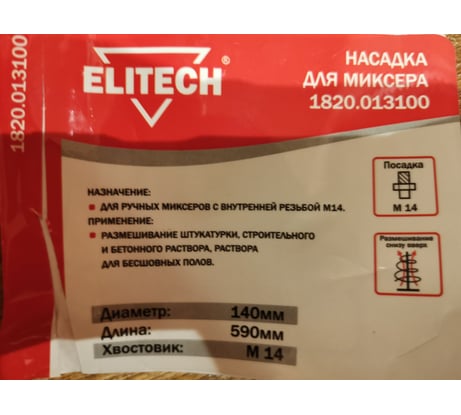 1820.013100
ELITECH®
НАСАДКА
ДЛЯ МИКСЕРА
1820.013100
НАЗНАЧЕНИЕ:
ДЛЯ РУЧНЫХ МИКСЕРОВ С ВНУТРЕННЕЙ РЕЗЬБОЙ М14.
ПРИМЕНЕНИЕ:
РАЗМЕШИВАНИЕ ШТУКАТУРКИ, СТРОИТЕЛЬНОГО
И БЕТОННОГО РАСТВОРА, РАСТВОРА
ДЛЯ БЕСШОВНЫХ ПОЛОВ.
Посадка
М 14
Размешивание
снизу вверх
Диаметр: 140мм
Длина: 590мм
Хвостовик: М 14